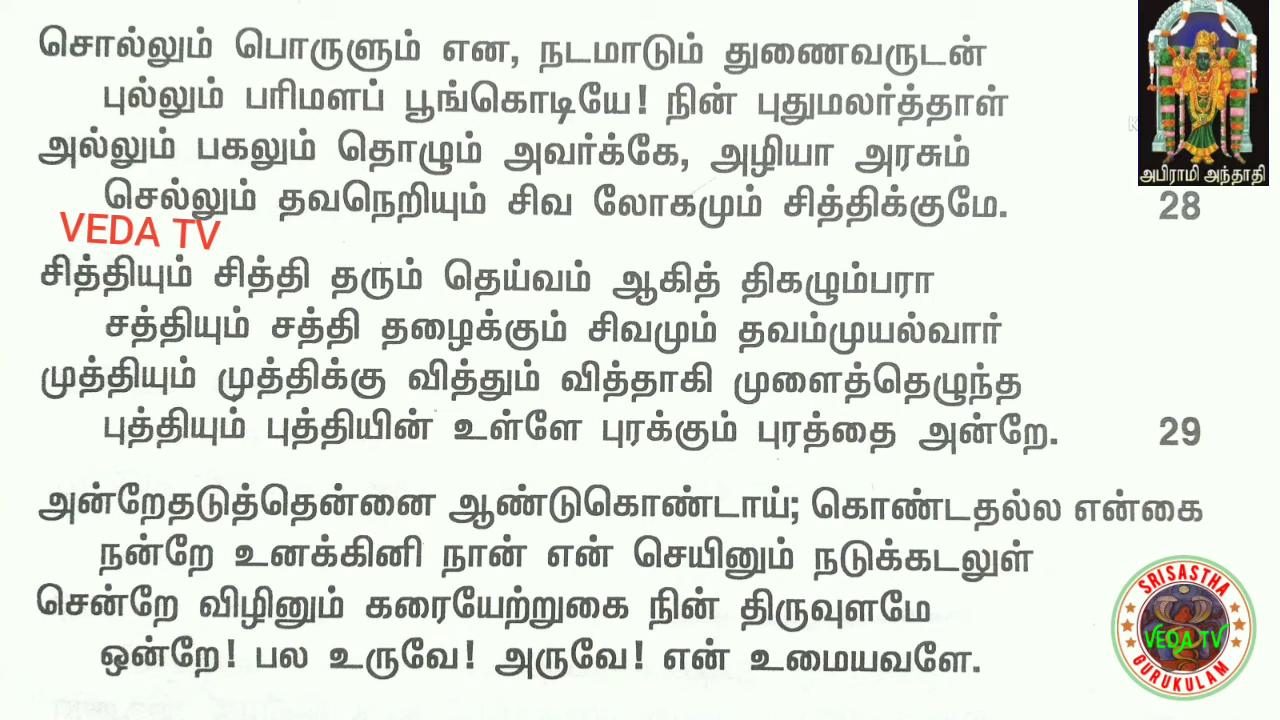 சொல்லும் பொருளும் என, நடமாடும் துணைவருடன்
புல்லும் பரிமளப் பூங்கொடியே! நின் புதுமலர்த்தாள்
அல்லும் பகலும் தொழும் அவர்க்கே, அழியா அரசும்
செல்லும் தவநெறியும் சிவ லோகமும் சித்திக்குமே. 28
அபிராமி அந்தாதி
VEDA TV
சித்தியும் சித்தி தரும் தெய்வம் ஆகித் திகழும்பரா
சத்தியும் சத்தி தழைக்கும் சிவமும் தவம்முயல்வார்
முத்தியும் முத்திக்கு வித்தும் வித்தாகி முளைத்தெழுந்த
புத்தியும் புத்தியின் உள்ளே புரக்கும் புரத்தை அன்றே. 29
அன்றேதடுத்தென்னை ஆண்டுகொண்டாய்; கொண்டதல்ல என்கை
நன்றே உனக்கினி நான் என் செயினும் நடுக்கடலுள்
சென்றே விழினும் கரையேற்றுகை நின் திருவுளமே
ஒன்றே! பல உருவே! அருவே! என் உமையவளே.
SRISASTHA
VEDA TV
GURUKULAM